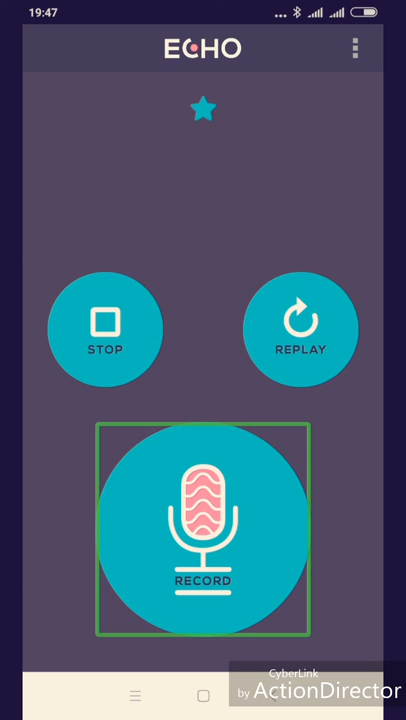 19:47
ECHO
STOP
REPLAY
RECORD
CyberLink
by ActionDirector